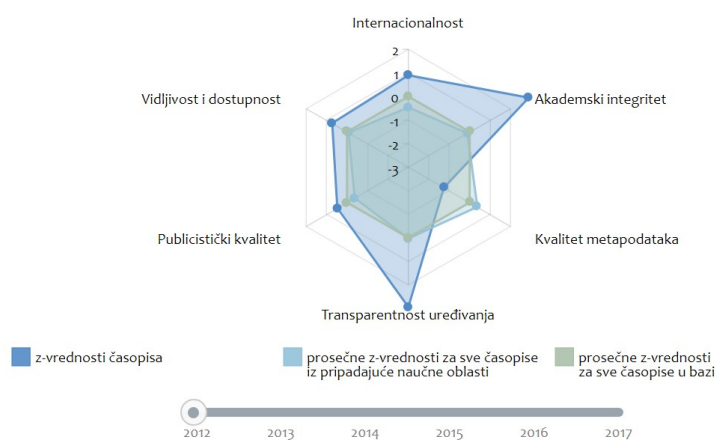 Internacionalnost
2
1
0
-1
-2
-3
Vidljivost i dostupnost
Akademski integritet
Publicistički kvalitet
Kvalitet metapodataka
Transparentnost uređivanja
z-vrednosti časopisa
prosečne z-vrednosti za sve časopise
iz pripadajuće naučne oblasti
prosečne z-vrednosti
za sve časopise u bazi
2012 2013 2014 2015 2016 2017